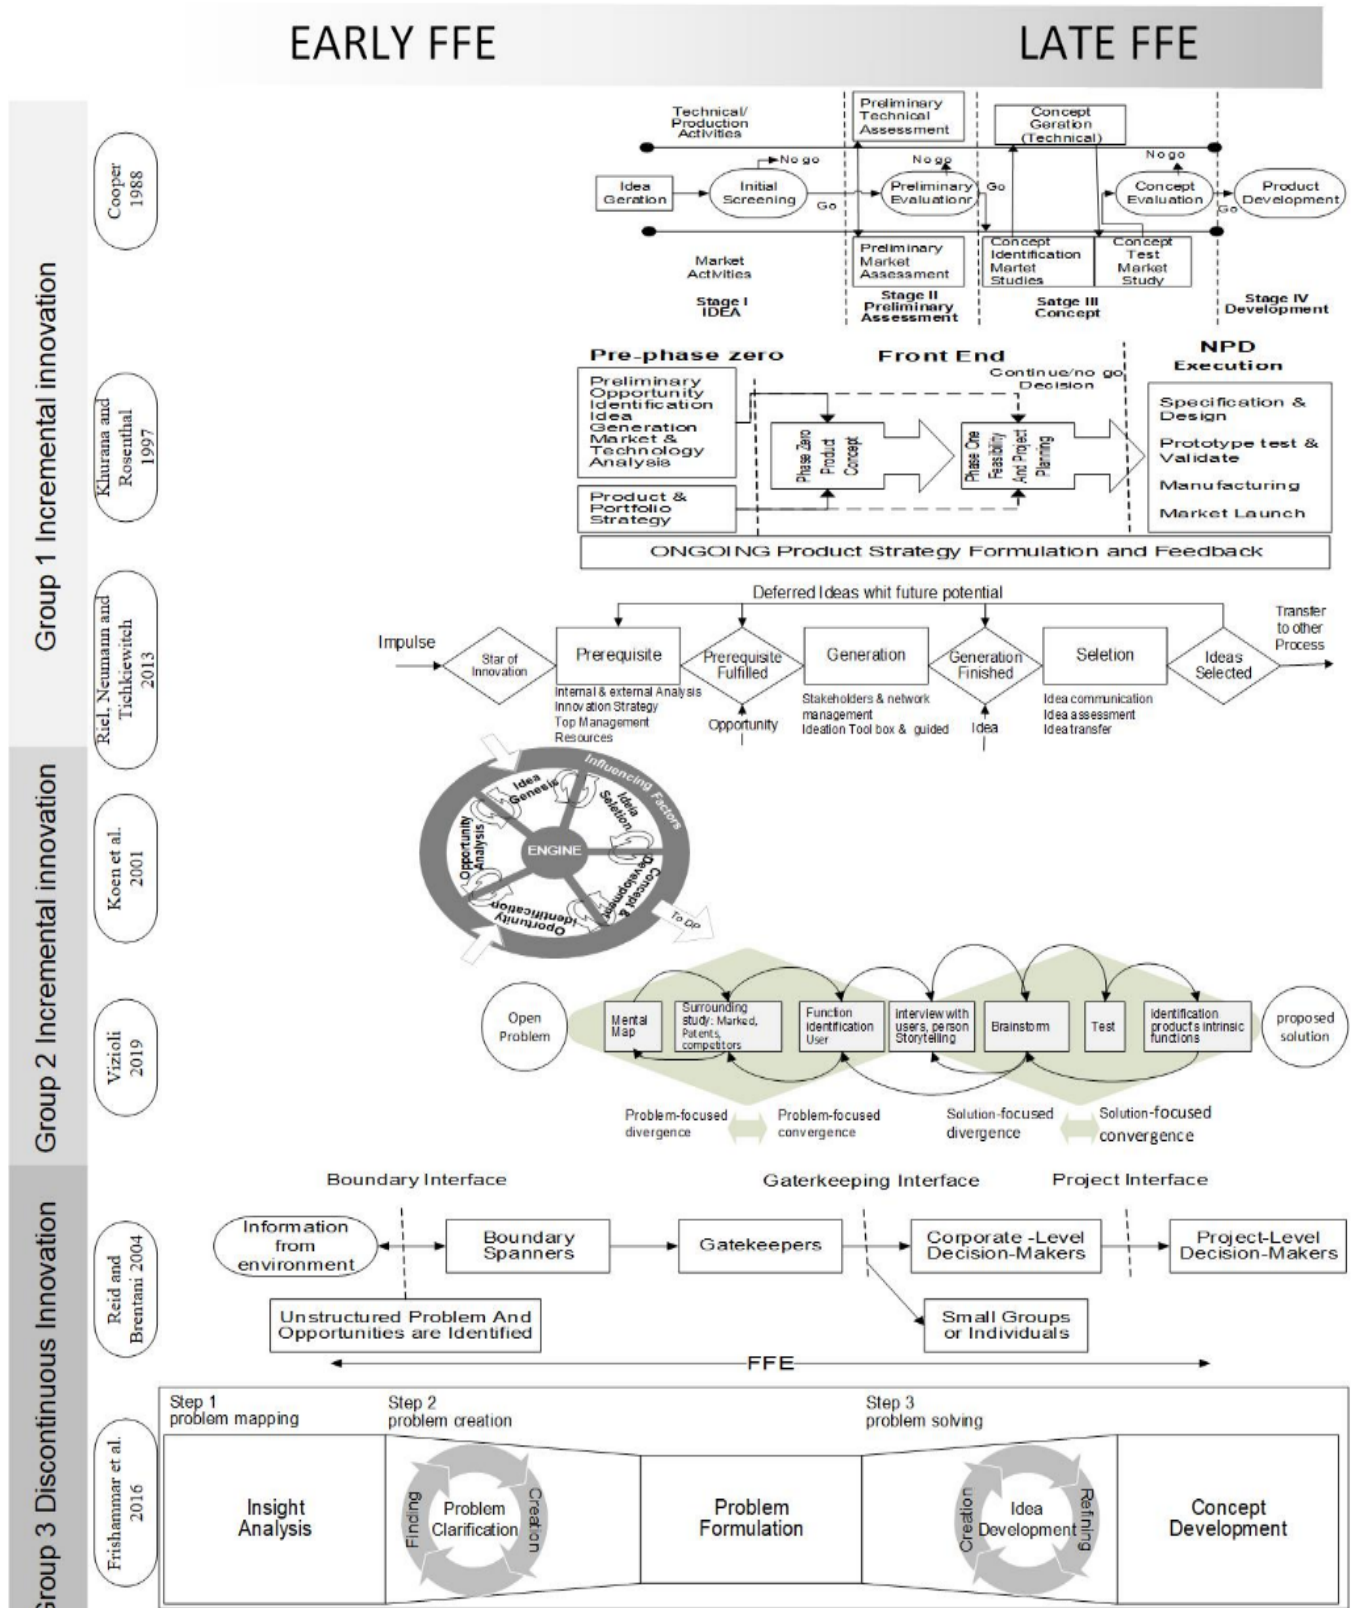 EARLY FFE
LATE FFE
Group 1 Incremental innovation
Cooper
1988
Technical/
Production
Activities
Preliminary
Technical
Assessment
Concept
Geration
(Technical)
No go
No go
No go
Idea
Geration
Initial
Screening
Go
Preliminary
Evaluationr
Go
Concept
Evaluation
Go
Product
Development
Market
Activities
Preliminary
Market
Assessment
Concept
Identification
Martet
Studies
Concept
Test
Market
Study
Stage I
IDEA
Stage II
Preliminary
Assessment
Satge III
Concept
Stage IV
Development
Khurana and
Rosenthal
1997
Pre-phase zero
Front End
NPD
Execution
Continue/no go
Decision
Preliminary
Opportunity
Identification
Idea
Generation
Market &
Technology
Analysis
Product &
Portfolio
Strategy
Phase Zero
Product
Concept
Phase One
Feasibility
And Project
Planning
Specification &
Design
Prototype test &
Validate
Manufacturing
Market Launch
ONGOING Product Strategy Formulation and Feedback
Riel, Neumann and
Tichkiewitch
2013
Deferred Ideas whit future potential
Impulse
Star of
Innovation
Prerequisite
Prerequisite
Fulfilled
Generation
Generation
Finished
Seletion
Ideas
Selected
Transfer
to other
Process
Internal & external Analysis
Innovation Strategy
Top Management
Resources
Opportunity
Stakeholders & network
management
Ideation Tool box & guided
Idea
Idea communication
Idea assessment
Idea transfer
Group 2 Incremental innovation
Koen et al.
2001
Influencing Factors
Idea
Genesis
Ideia
Seletion
Opportunity
Analysis
ENGINE
Concept &
Development
Oportunity
Identification
To DP
Vizioli
2019
Open
Problem
Mental
Map
Surrounding
study: Marked,
Patents,
competitors
Function
identification
User
interview with
users, person
Storytelling
Brainstorm
Test
Identification
products intrinsic
functions
proposed
solution
Problem-focused
divergence
Problem-focused
convergence
Solution-focused
divergence
Solution-focused
convergence
Group 3 Discontinuous Innovation
Reid and
Brentani 2004
Boundary Interface
Gaterkeeping Interface
Project Interface
Information
from
environment
Boundary
Spanners
Gatekeepers
Corporate -Level
Decision-Makers
Project-Level
Decision-Makers
Unstructured Problem And
Opportunities are Identified
Small Groups
or Individuals
FFE
Frishammar et al.
2016
Step 1
problem mapping
Step 2
problem creation
Step 3
problem solving
Insight
Analysis
Finding
Problem
Clarification
Creation
Problem
Formulation
Creation
Idea
Development
Refining
Concept
Development